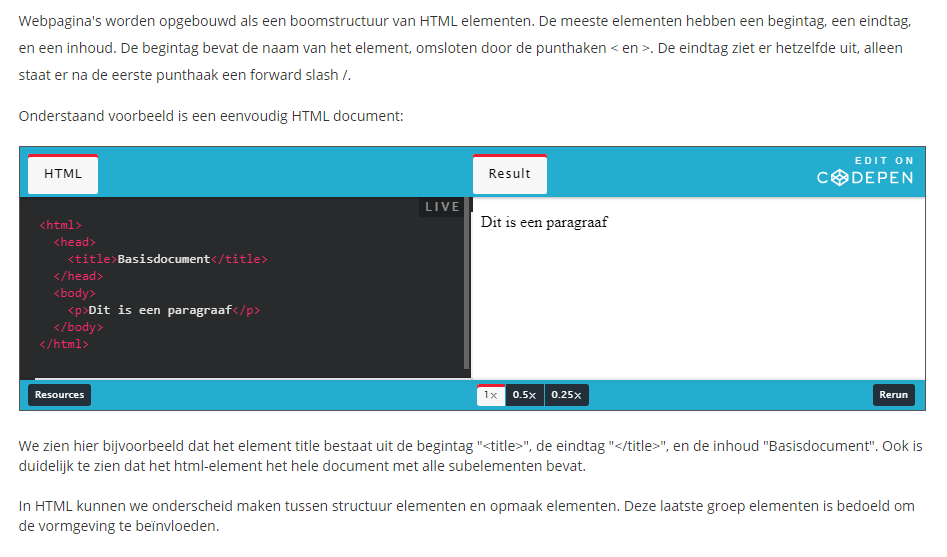 Webpagina's worden opgebouwd als een boomstructuur van HTML elementen. De meeste elementen hebben een begintag, een eindtag,
en een inhoud. De begintag bevat de naam van het element, omsloten door de punthaken < en >. De eindtag ziet er hetzelfde uit, alleen
staat er na de eerste punthaak een forward slash /.
Onderstaand voorbeeld is een eenvoudig HTML document:
HTML
Result
EDIT ON
CODEPEN
LIVE
<html>
<head>
<title>Basisdocument</title>
</head>
<body>
<p>Dit is een paragraaf</p>
</body>
</html>
Dit is een paragraaf
Resources
1x 0.5x 0.25x
Rerun
We zien hier bijvoorbeeld dat het element title bestaat uit de begintag "<title>", de eindtag "</title>", en de inhoud "Basisdocument". Ook is
duidelijk te zien dat het html-element het hele document met alle subelementen bevat.
In HTML kunnen we onderscheid maken tussen structuur elementen en opmaak elementen. Deze laatste groep elementen is bedoeld om
de vormgeving te beïnvloeden.